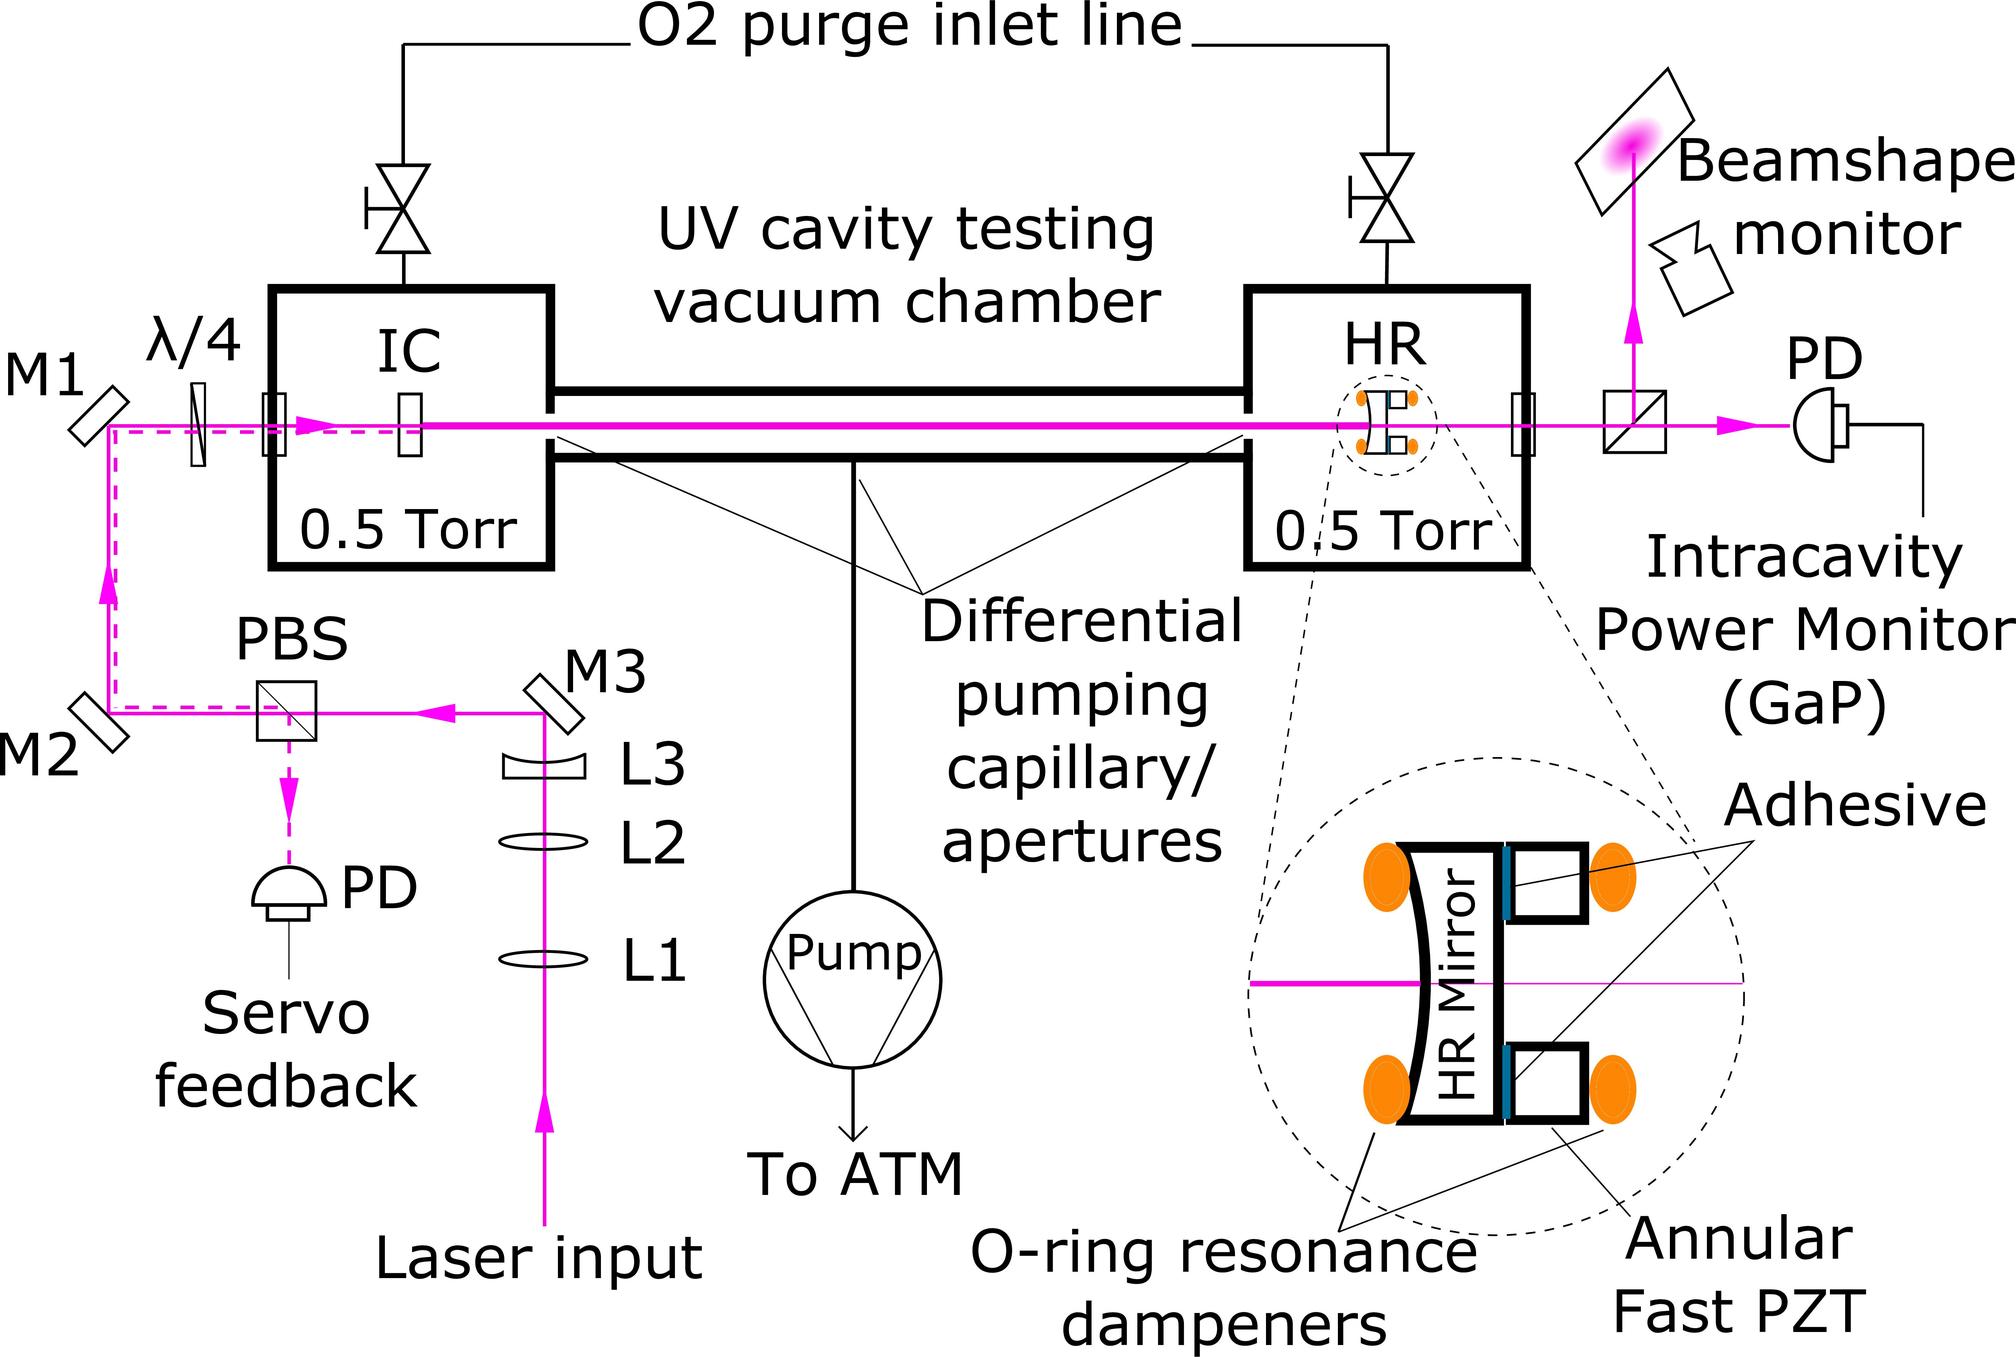 O2 purge inlet line
UV cavity testing
vacuum chamber
Beamshape
monitor
M1
λ/4
IC
HR
PD
0.5 Torr
0.5 Torr
Intracavity
Power Monitor
(GaP)
Differential
pumping
capillary/
apertures
PBS
M3
M2
L3
L2
L1
PD
Servo
feedback
Pump
To ATM
Laser input
Adhesive
HR Mirror
O-ring resonance
dampeners
Annular
Fast PZT